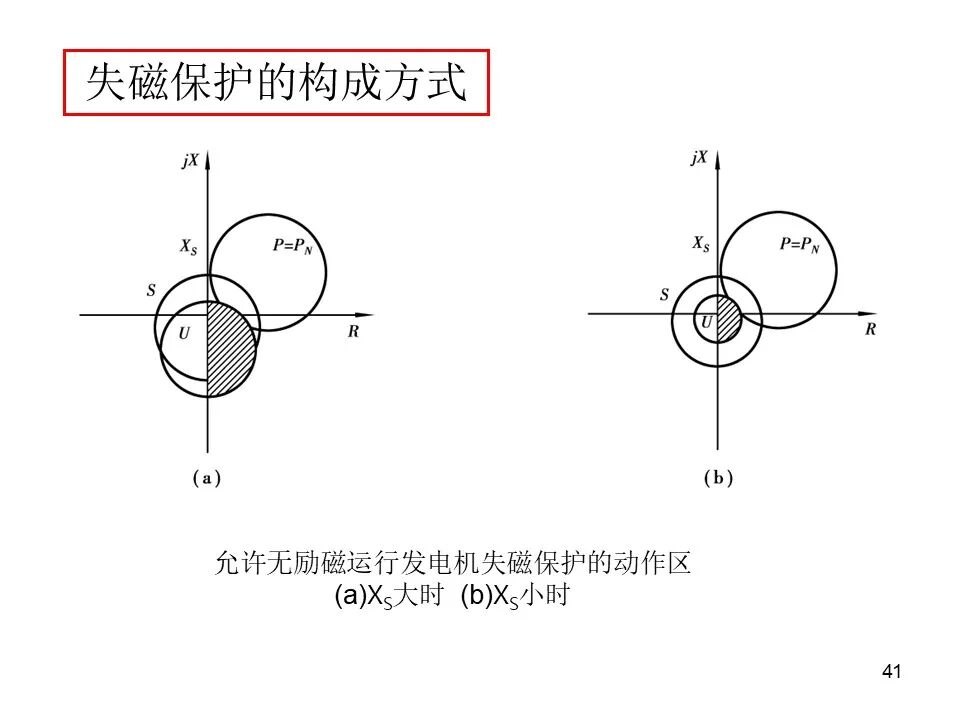 失磁保护的构成方式
jX
X_S
P=P_N
S
U
R
(a)
jX
X_S
P=P_N
S
U
R
(b)
允许无励磁运行发电机失磁保护的动作区
(a)X_S大时 (b)X_S小时
41